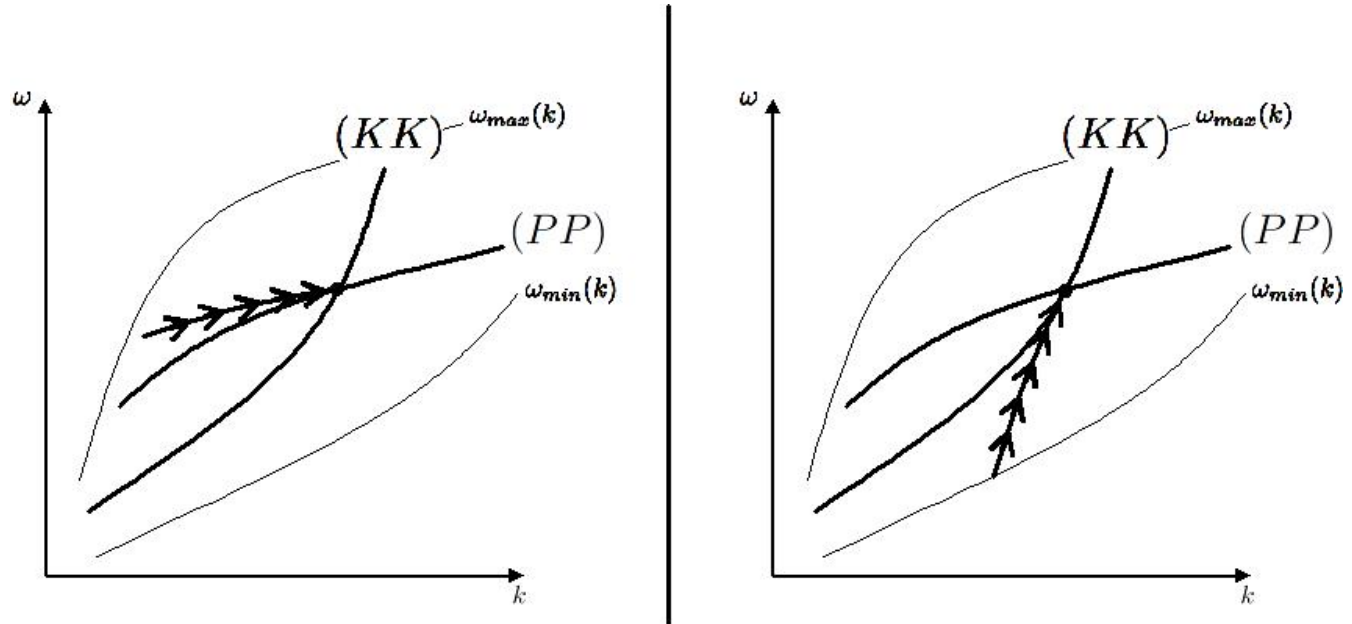 ω
(KK)
ω_max(k)
(PP)
ω_min(k)
k
ω
(KK)
ω_max(k)
(PP)
ω_min(k)
k